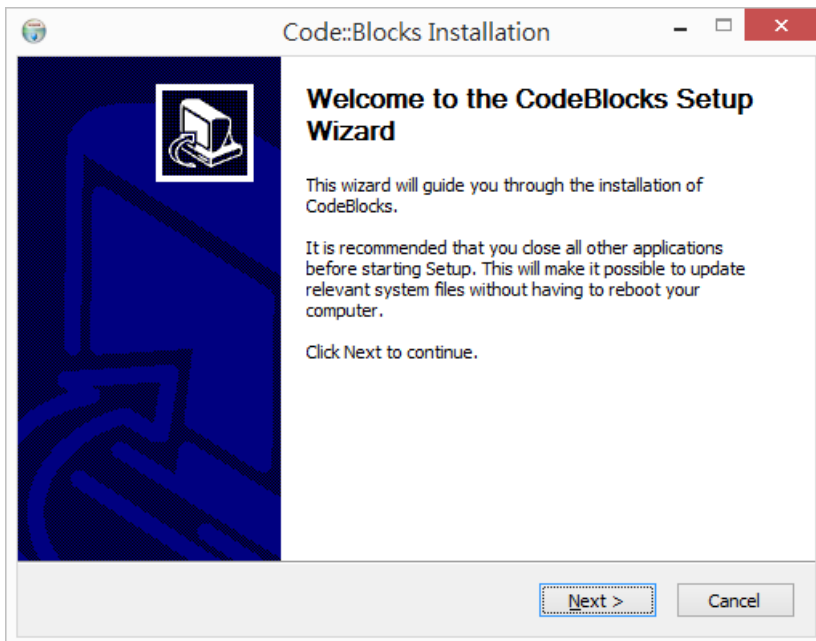 Code::Blocks Installation
Welcome to the CodeBlocks Setup
Wizard
This wizard will guide you through the installation of
CodeBlocks.
It is recommended that you close all other applications
before starting Setup. This will make it possible to update
relevant system files without having to reboot your
computer.
Click Next to continue.
Next >
Cancel